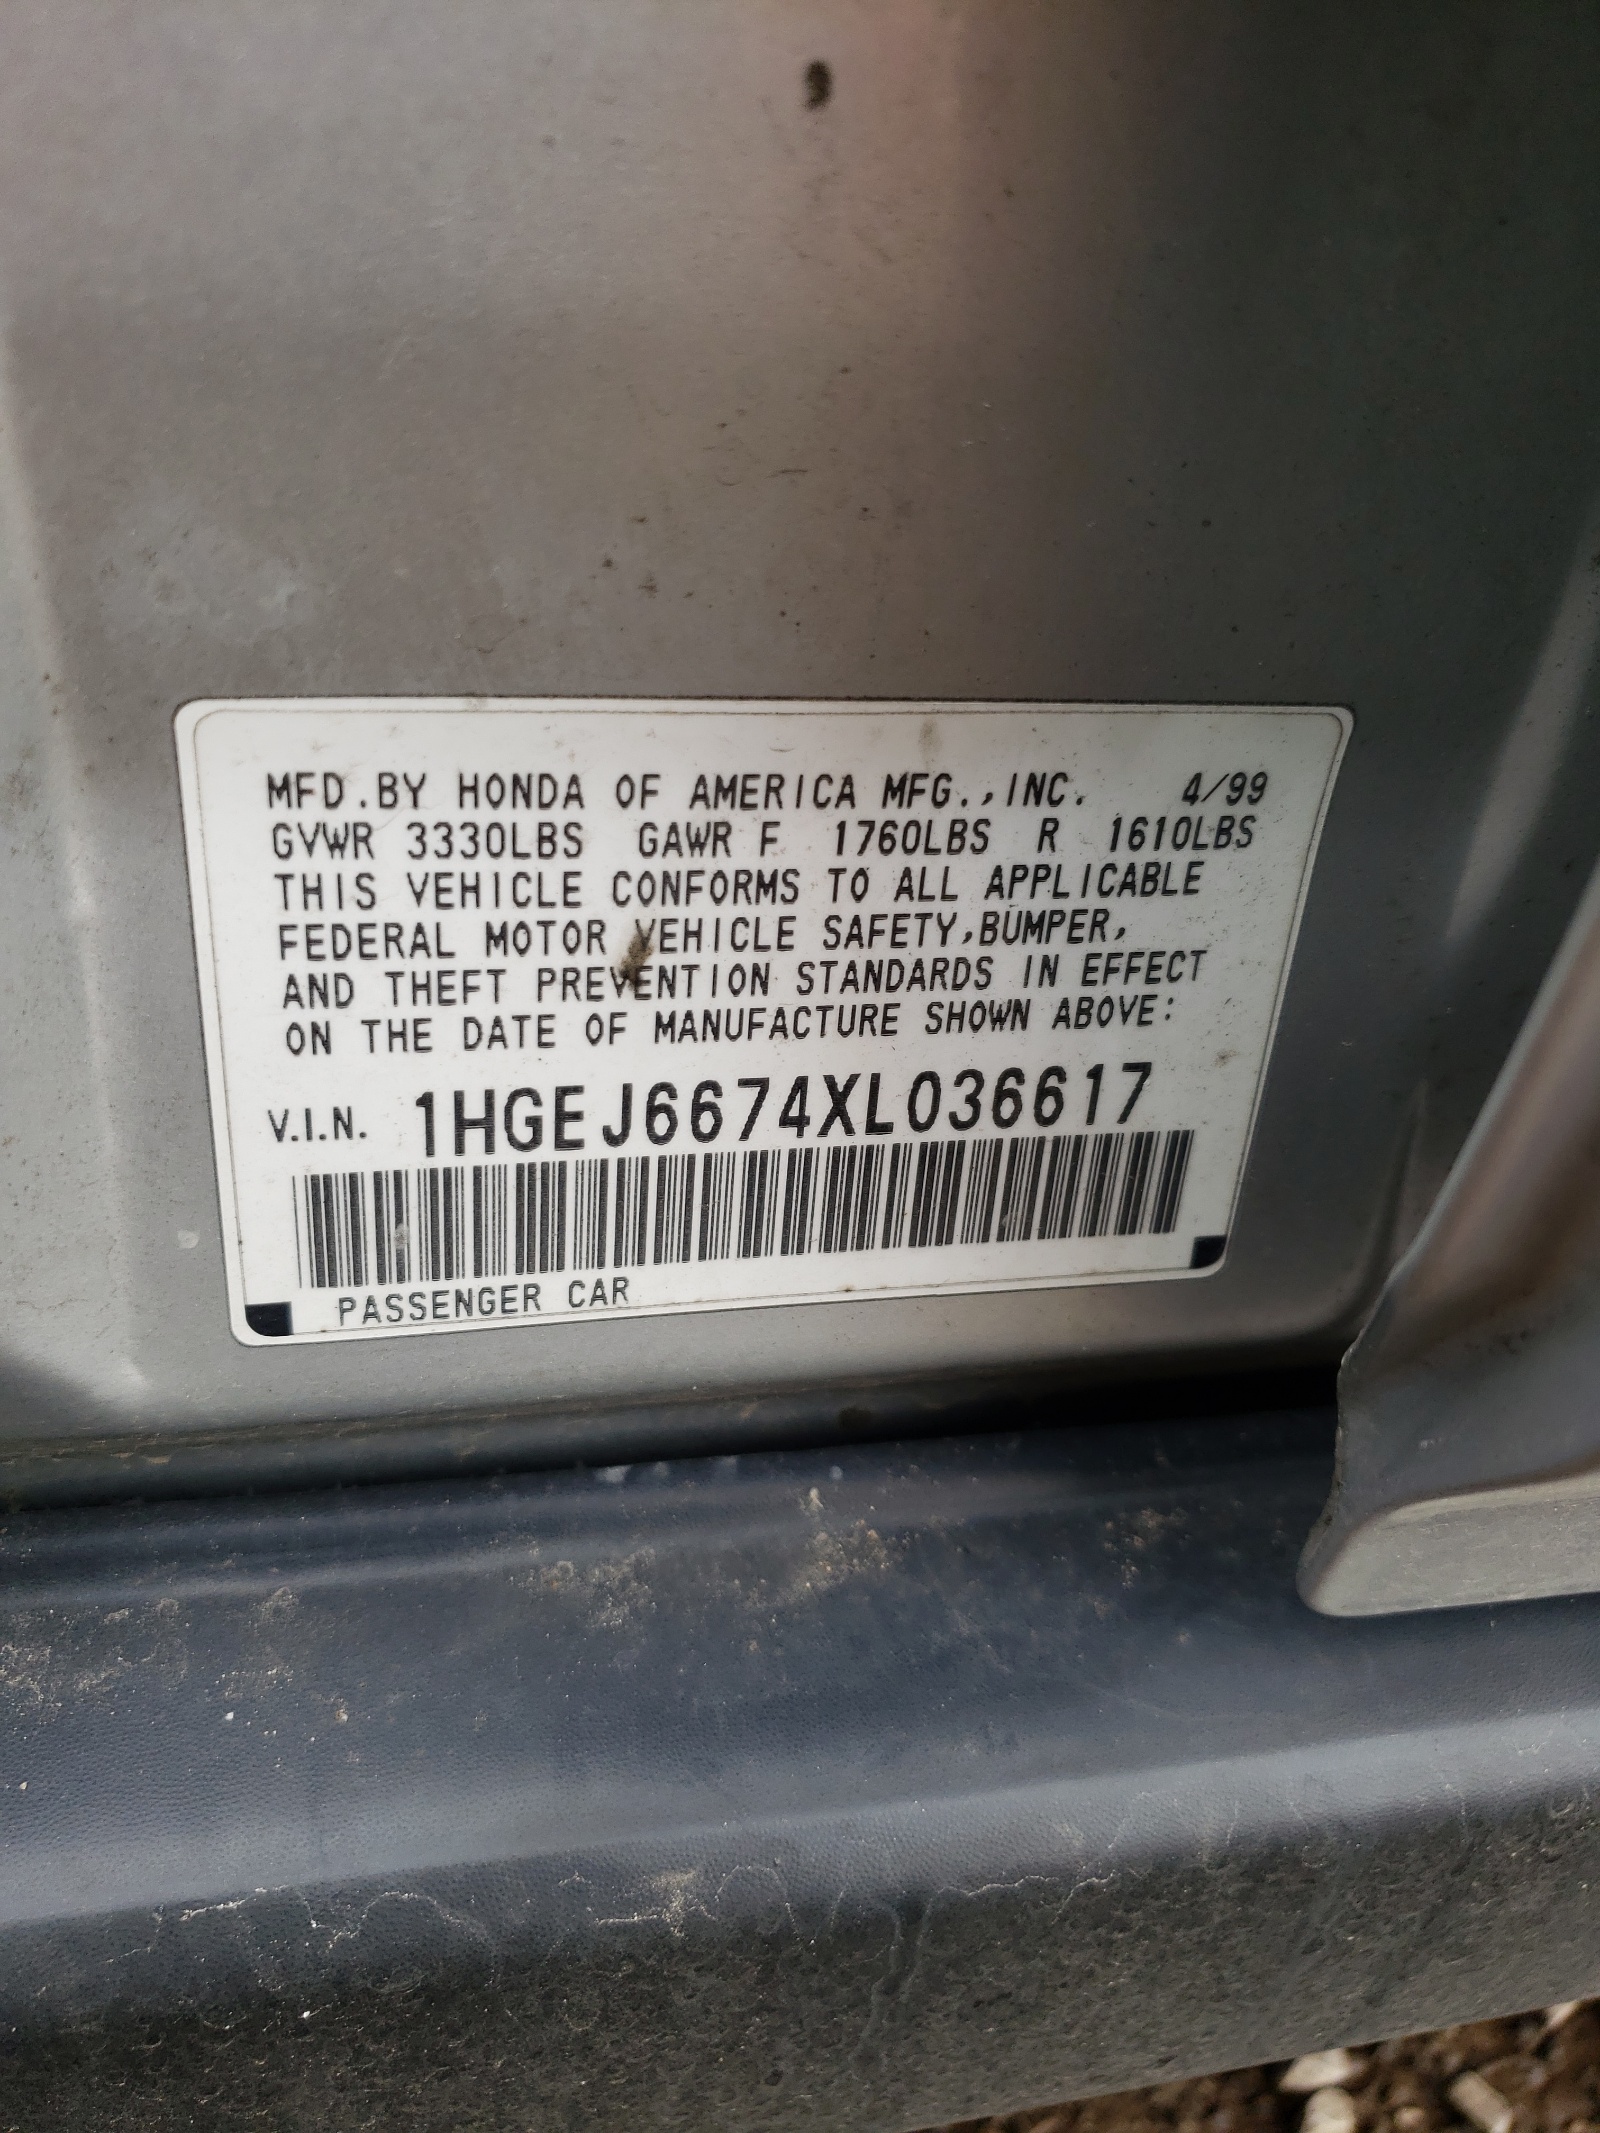 MFD.BY HONDA OF AMERICA MFG.,INC. 4/99
GVWR 3330LBS GAWR F 1760LBS R 1610LBS
THIS VEHICLE CONFORMS TO ALL APPLICABLE
FEDERAL MOTOR VEHICLE SAFETY,BUMPER,
AND THEFT PREVENTION STANDARDS IN EFFECT
ON THE DATE OF MANUFACTURE SHOWN ABOVE:
V.I.N. 1HGEJ6674XL036617
PASSENGER CAR